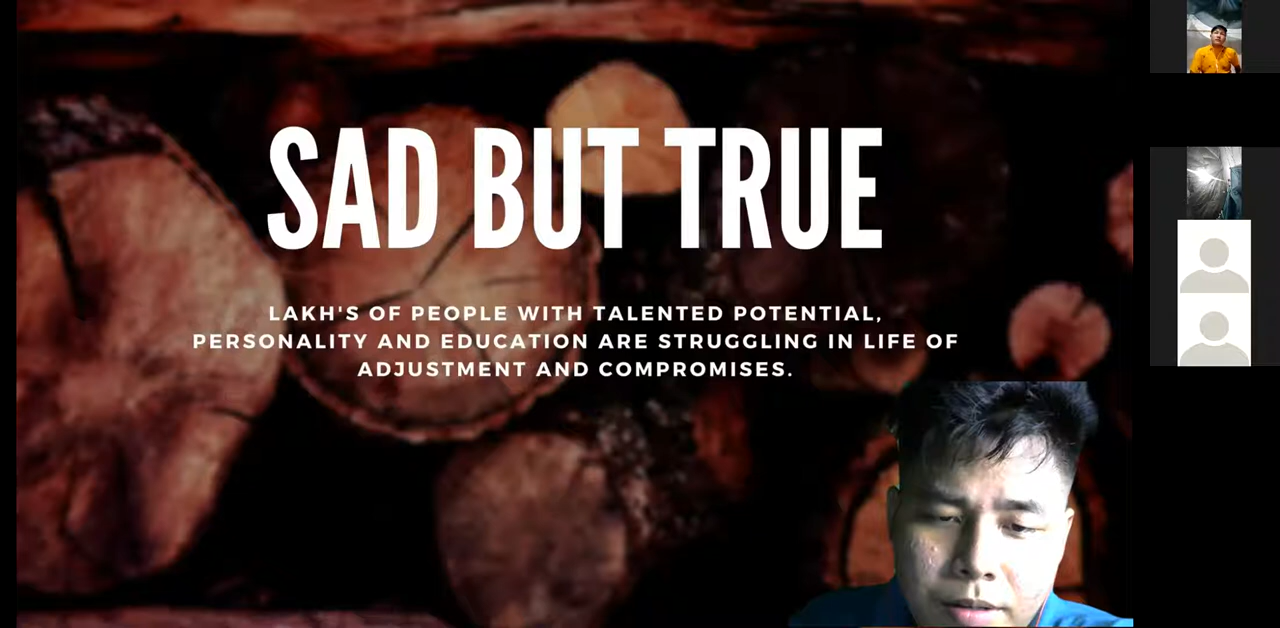 SAD BUT TRUE
LAKH'S OF PEOPLE WITH TALENTED POTENTIAL,
PERSONALITY AND EDUCATION ARE STRUGGLING IN LIFE OF
ADJUSTMENT AND COMPROMISES.